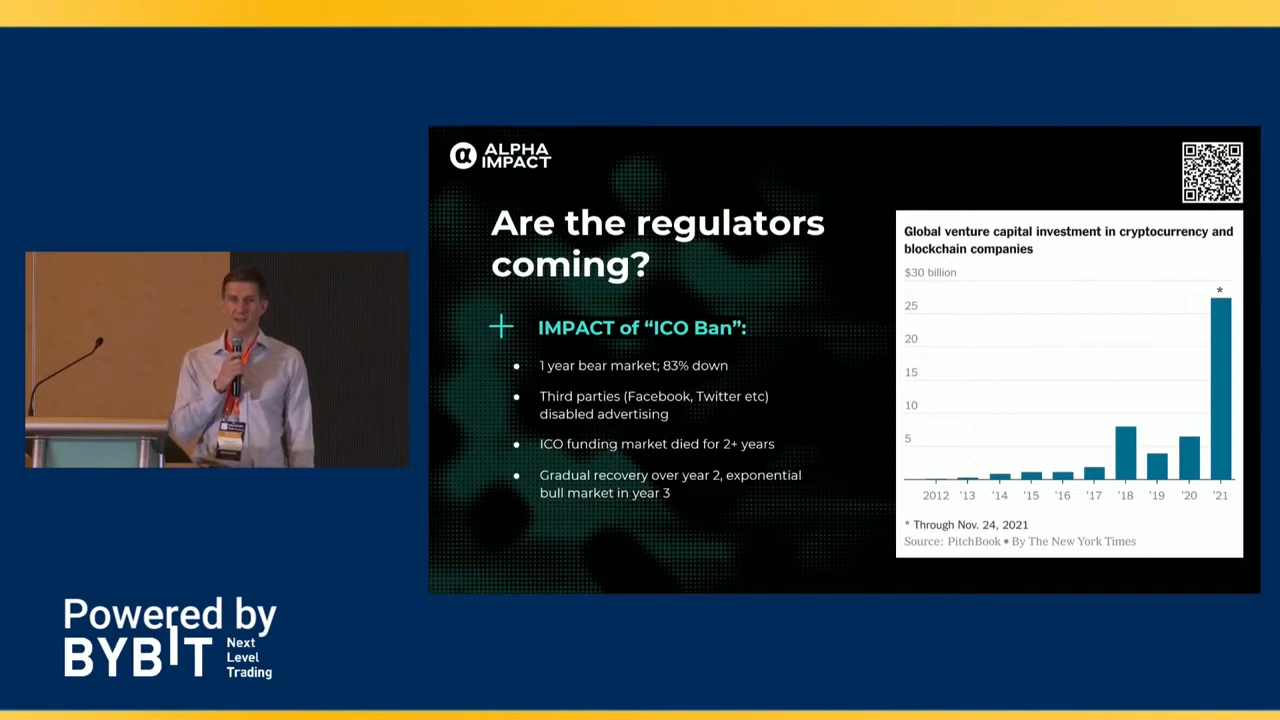 ALPHA
IMPACT
Are the regulators
coming?
IMPACT of “ICO Ban”:
● 1 year bear market; 83% down
● Third parties (Facebook, Twitter etc)
disabled advertising
● ICO funding market died for 2+ years
● Gradual recovery over year 2, exponential
bull market in year 3
Global venture capital investment in cryptocurrency and
blockchain companies
$30 billion
*
25
20
15
10
5
2012 '13 '14 '15 '16 '17 '18 '19 '20 '21
* Through Nov. 24, 2021
Source: PitchBook • By The New York Times
Powered by
BYBIT
Next
Level
Trading